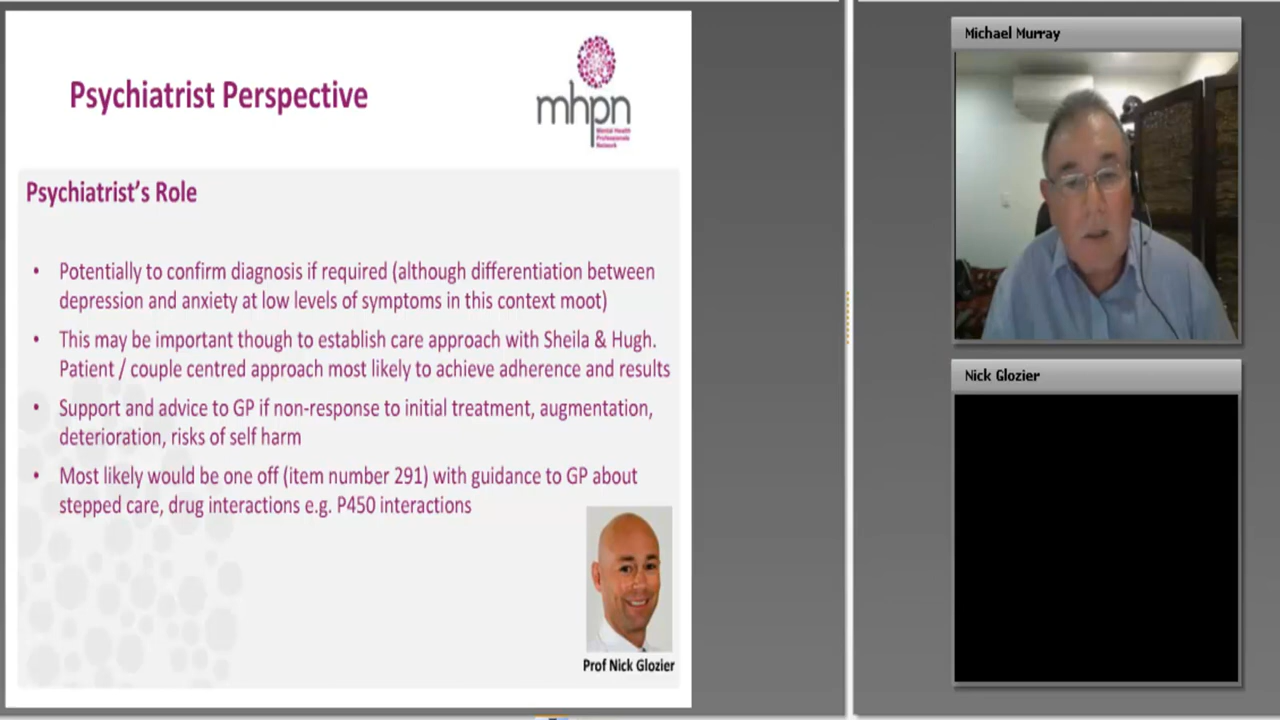 Psychiatrist Perspective
mhpn
Mental Health
Professionals
Network
Psychiatrist's Role
• Potentially to confirm diagnosis if required (although differentiation between
depression and anxiety at low levels of symptoms in this context moot)
• This may be important though to establish care approach with Sheila & Hugh.
Patient / couple centred approach most likely to achieve adherence and results
• Support and advice to GP if non-response to initial treatment, augmentation,
deterioration, risks of self harm
• Most likely would be one off (item number 291) with guidance to GP about
stepped care, drug interactions e.g. P450 interactions
Prof Nick Glozier
Michael Murray
Nick Glozier